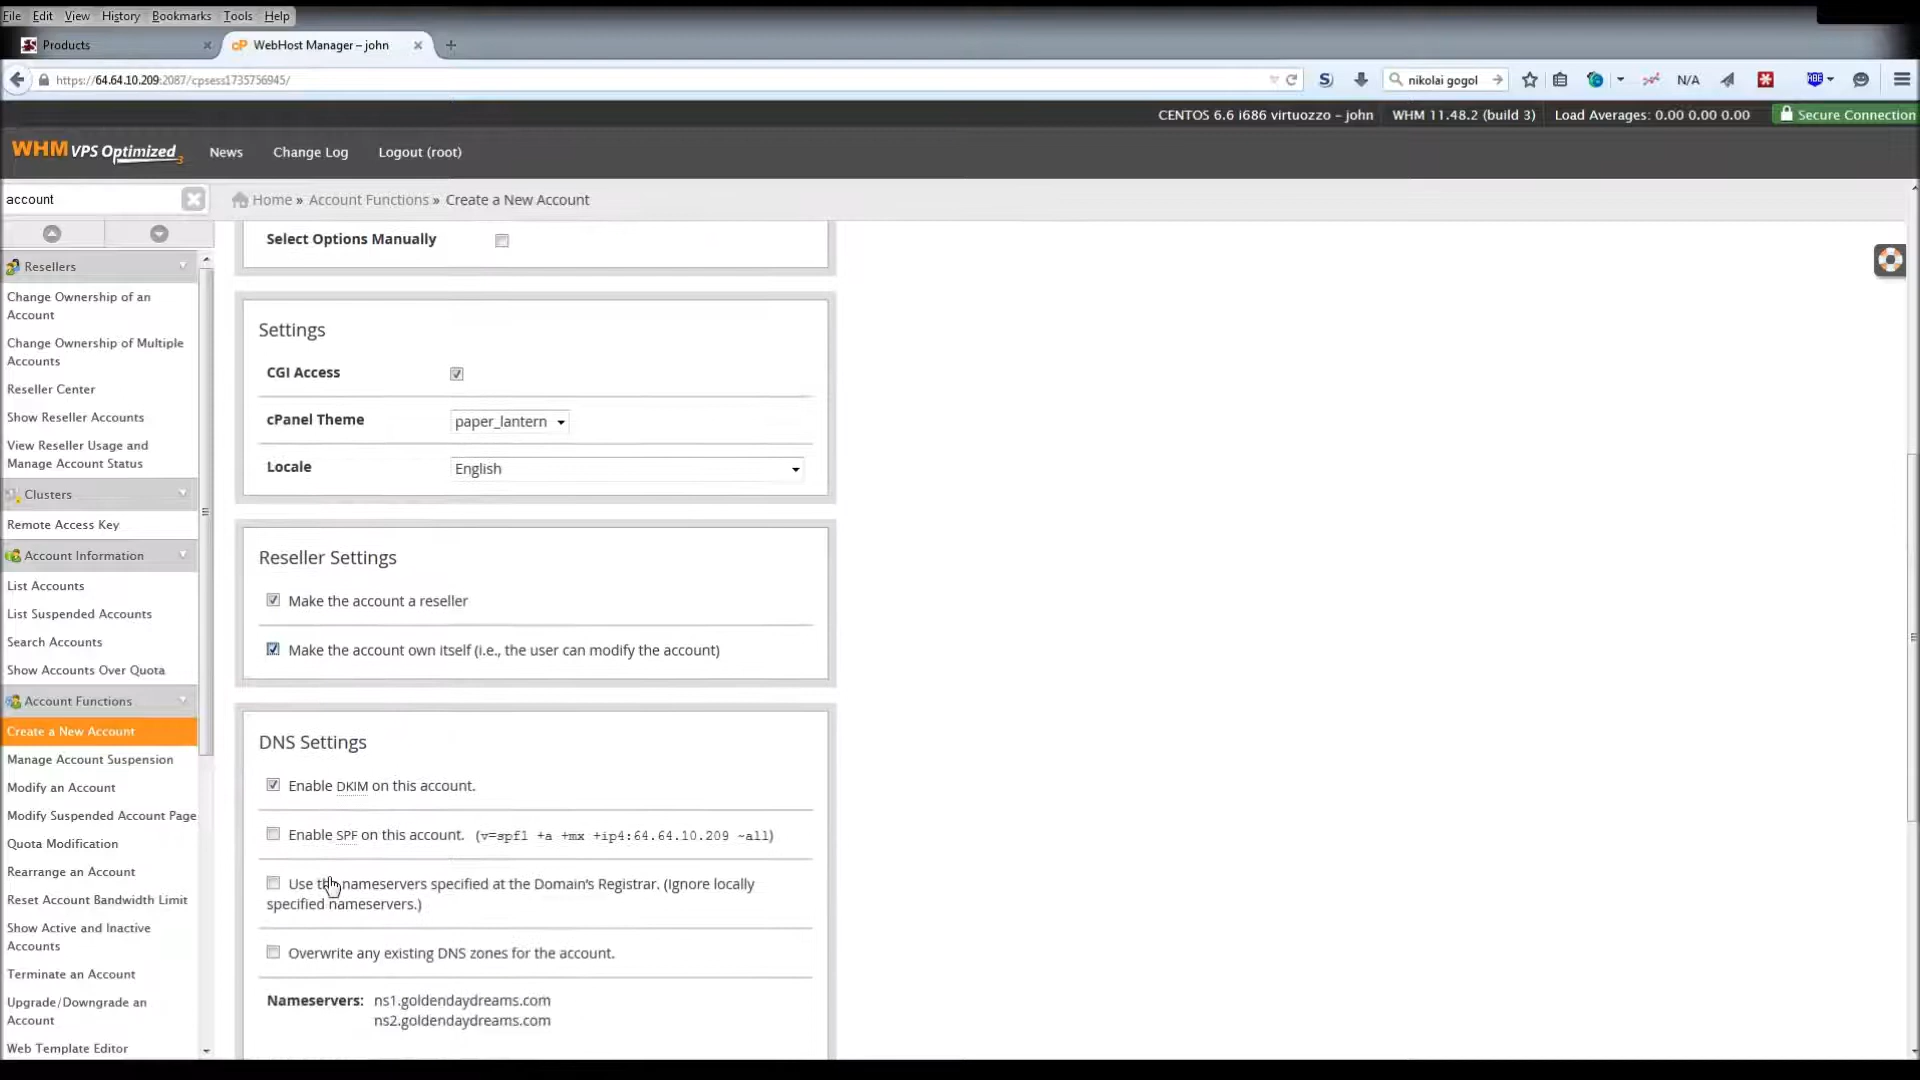 File Edit View History Bookmarks Tools Help
Products
cP WebHost Manager – john
https://64.64.10.209:2087/cpsess1735756945/
nikolai gogol
N/A
CENTOS 6.6 i686 virtuozzo – john WHM 11.48.2 (build 3) Load Averages: 0.00 0.00 0.00 Secure Connection
WHM VPS Optimized 3 News Change Log Logout (root)
account
Home » Account Functions » Create a New Account
Resellers
Change Ownership of an
Account
Change Ownership of Multiple
Accounts
Reseller Center
Show Reseller Accounts
View Reseller Usage and
Manage Account Status
Clusters
Remote Access Key
Account Information
List Accounts
List Suspended Accounts
Search Accounts
Show Accounts Over Quota
Account Functions
Create a New Account
Manage Account Suspension
Modify an Account
Modify Suspended Account Page
Quota Modification
Rearrange an Account
Reset Account Bandwidth Limit
Show Active and Inactive
Accounts
Terminate an Account
Upgrade/Downgrade an
Account
Web Template Editor
Select Options Manually
Settings
CGI Access
cPanel Theme paper_lantern
Locale English
Reseller Settings
Make the account a reseller
Make the account own itself (i.e., the user can modify the account)
DNS Settings
Enable DKIM on this account.
Enable SPF on this account. (v=spf1 +a +mx +ip4:64.64.10.209 ~all)
Use the nameservers specified at the Domain's Registrar. (Ignore locally
specified nameservers.)
Overwrite any existing DNS zones for the account.
Nameservers: ns1.goldendaydreams.com
ns2.goldendaydreams.com